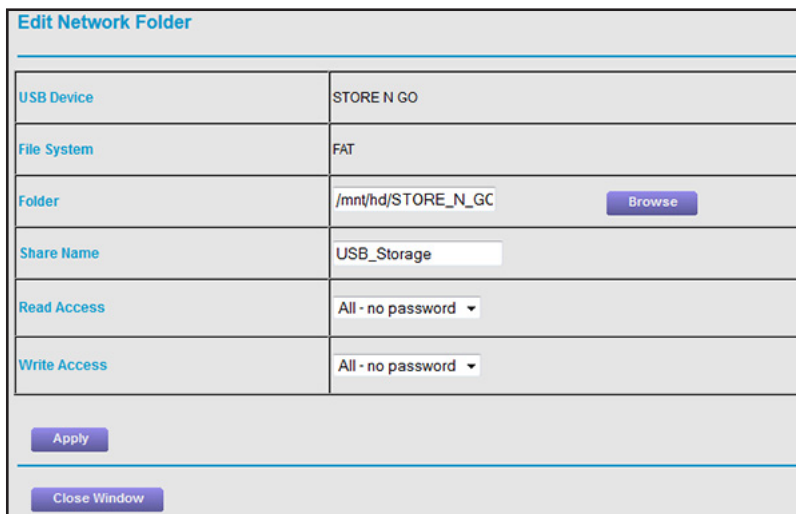 Edit Network Folder
USB Device STORE N GO
File System FAT
Folder /mnt/hd/STORE_N_GO Browse
Share Name USB_Storage
Read Access All - no password
Write Access All - no password
Apply
Close Window